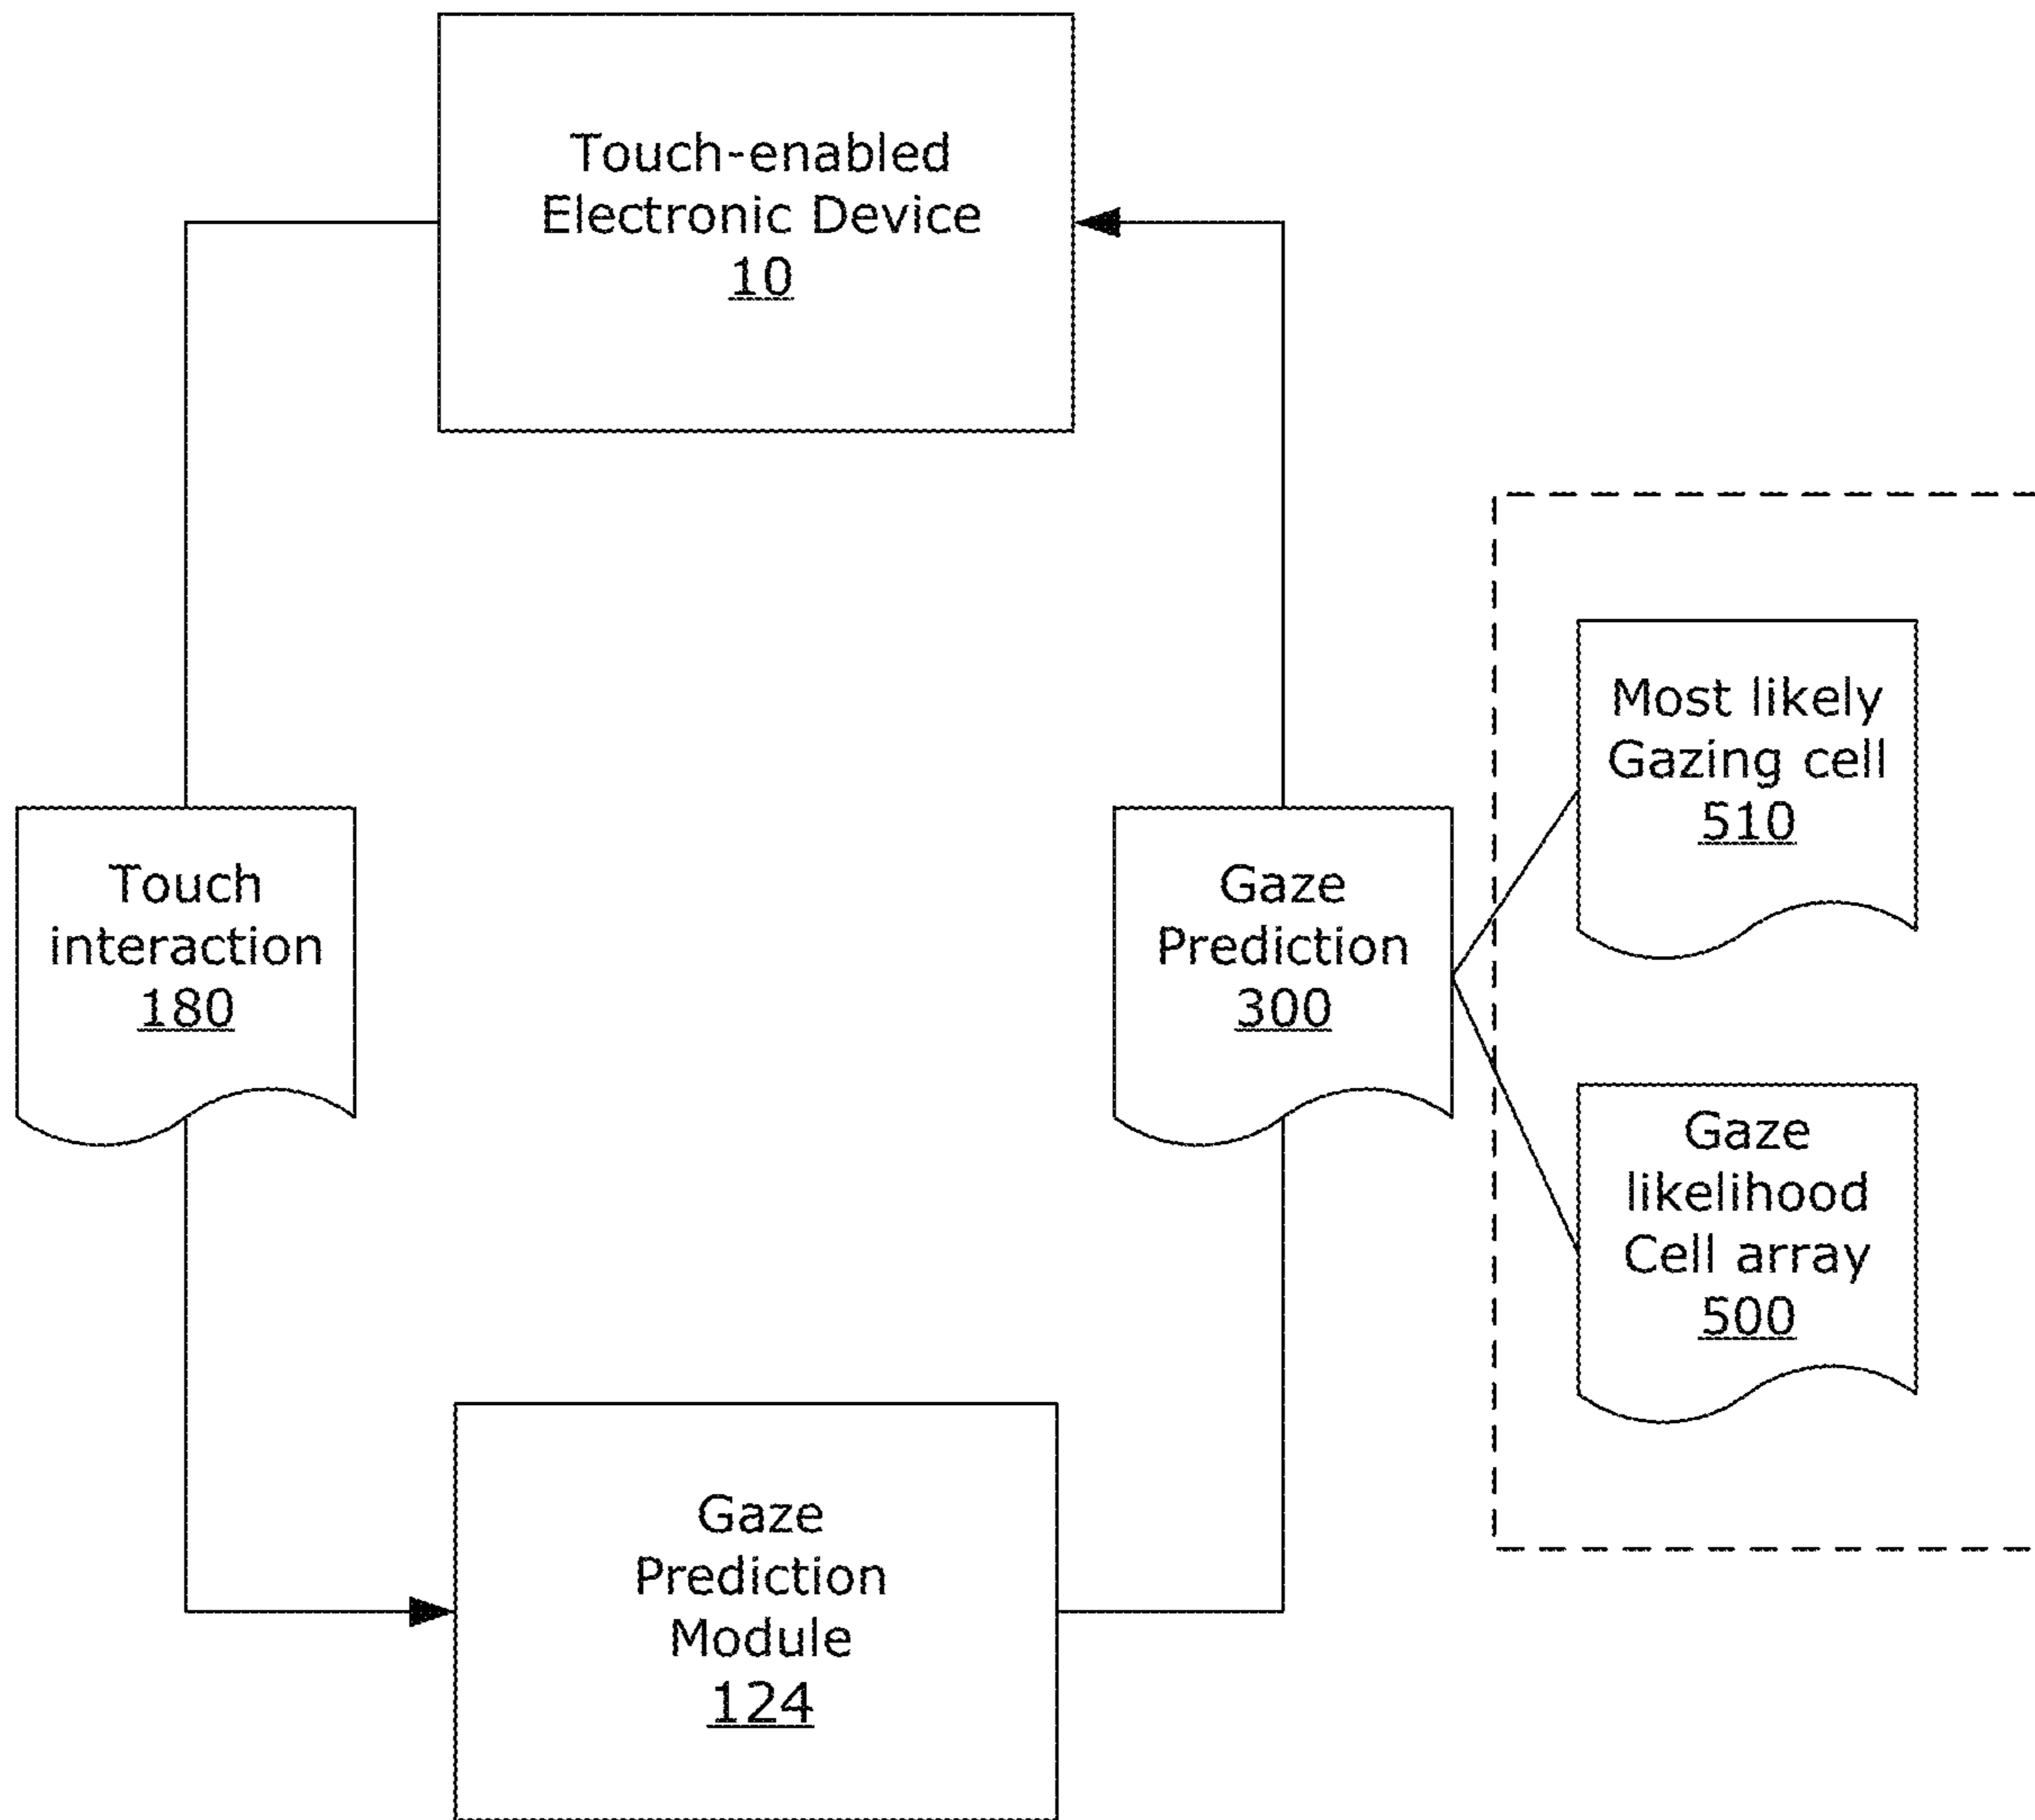 Touch-enabled
Electronic Device
10
Touch
interaction
180
Gaze
Prediction
300
Most likely
Gazing cell
510
Gaze
likelihood
Cell array
500
Gaze
Prediction
Module
124